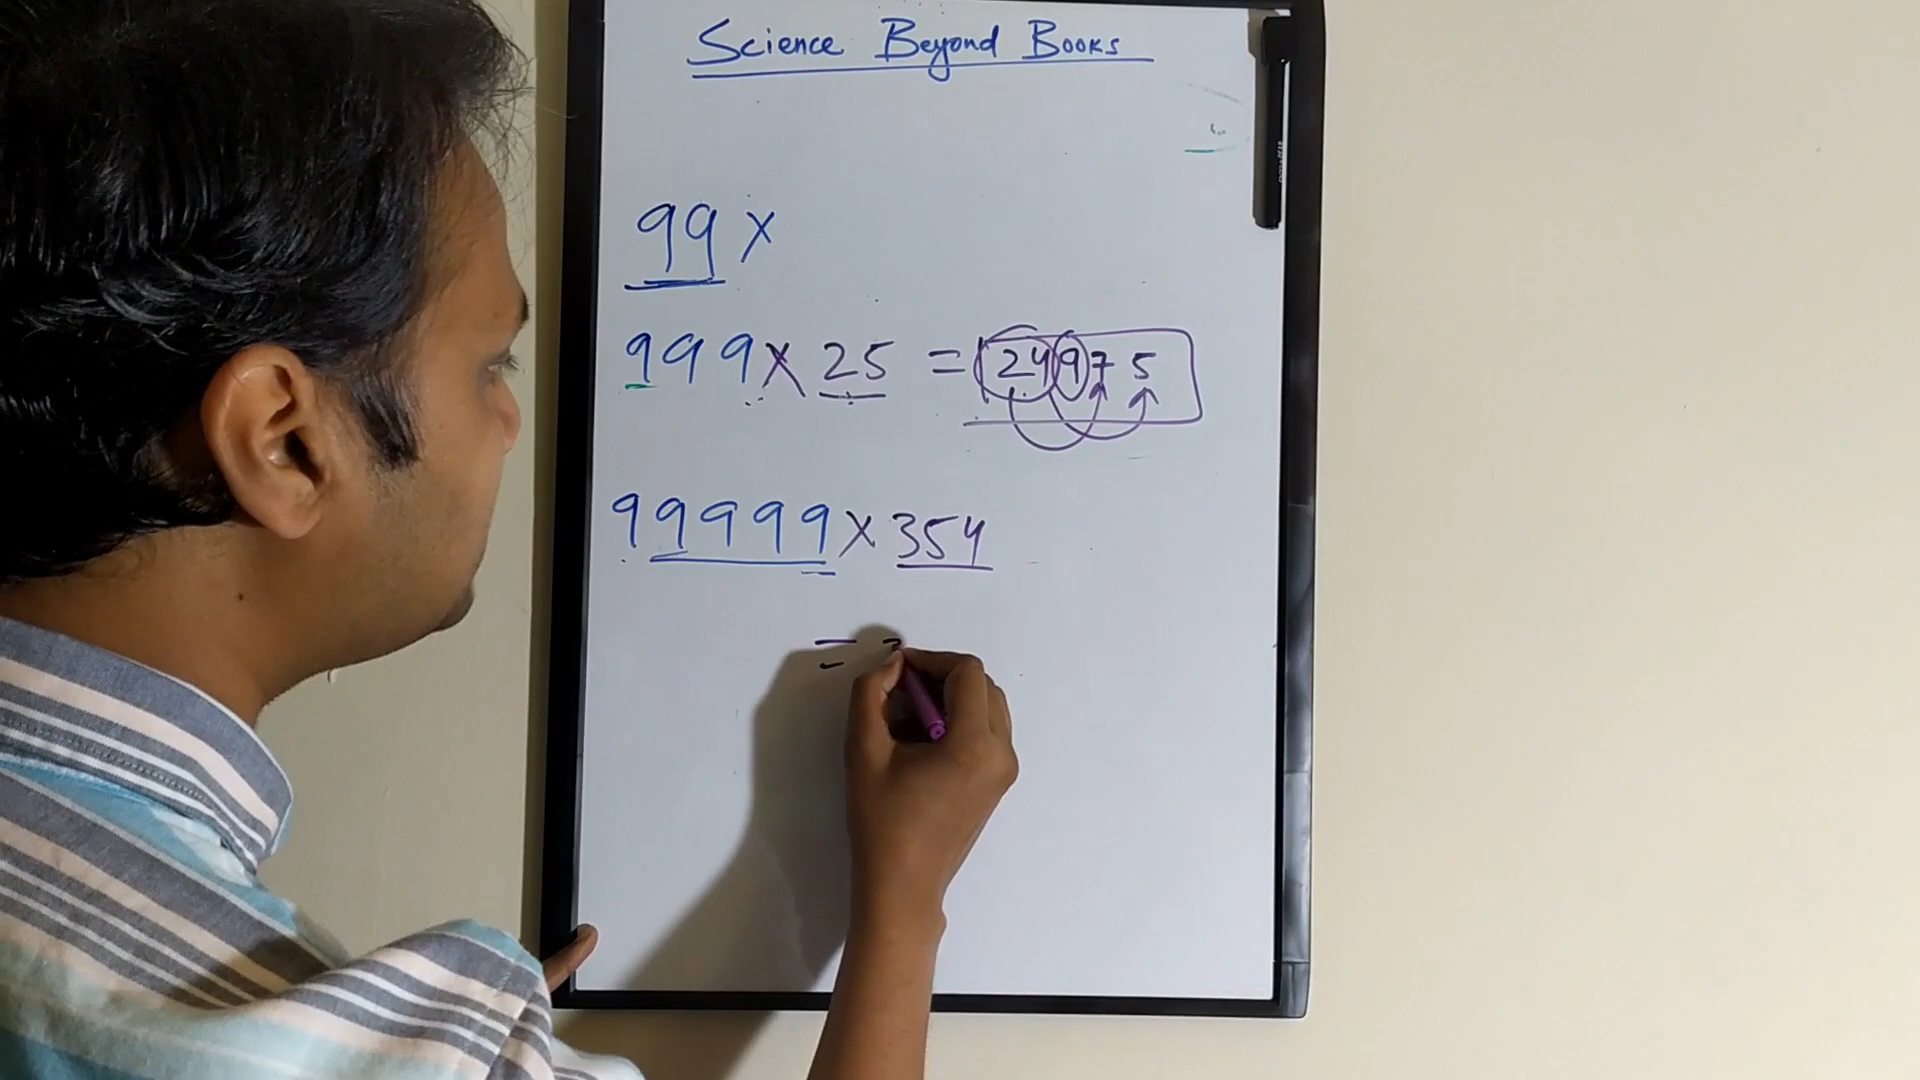 Science Beyond Books
99 x
999 x 25 = 24975
99999 x 354
=